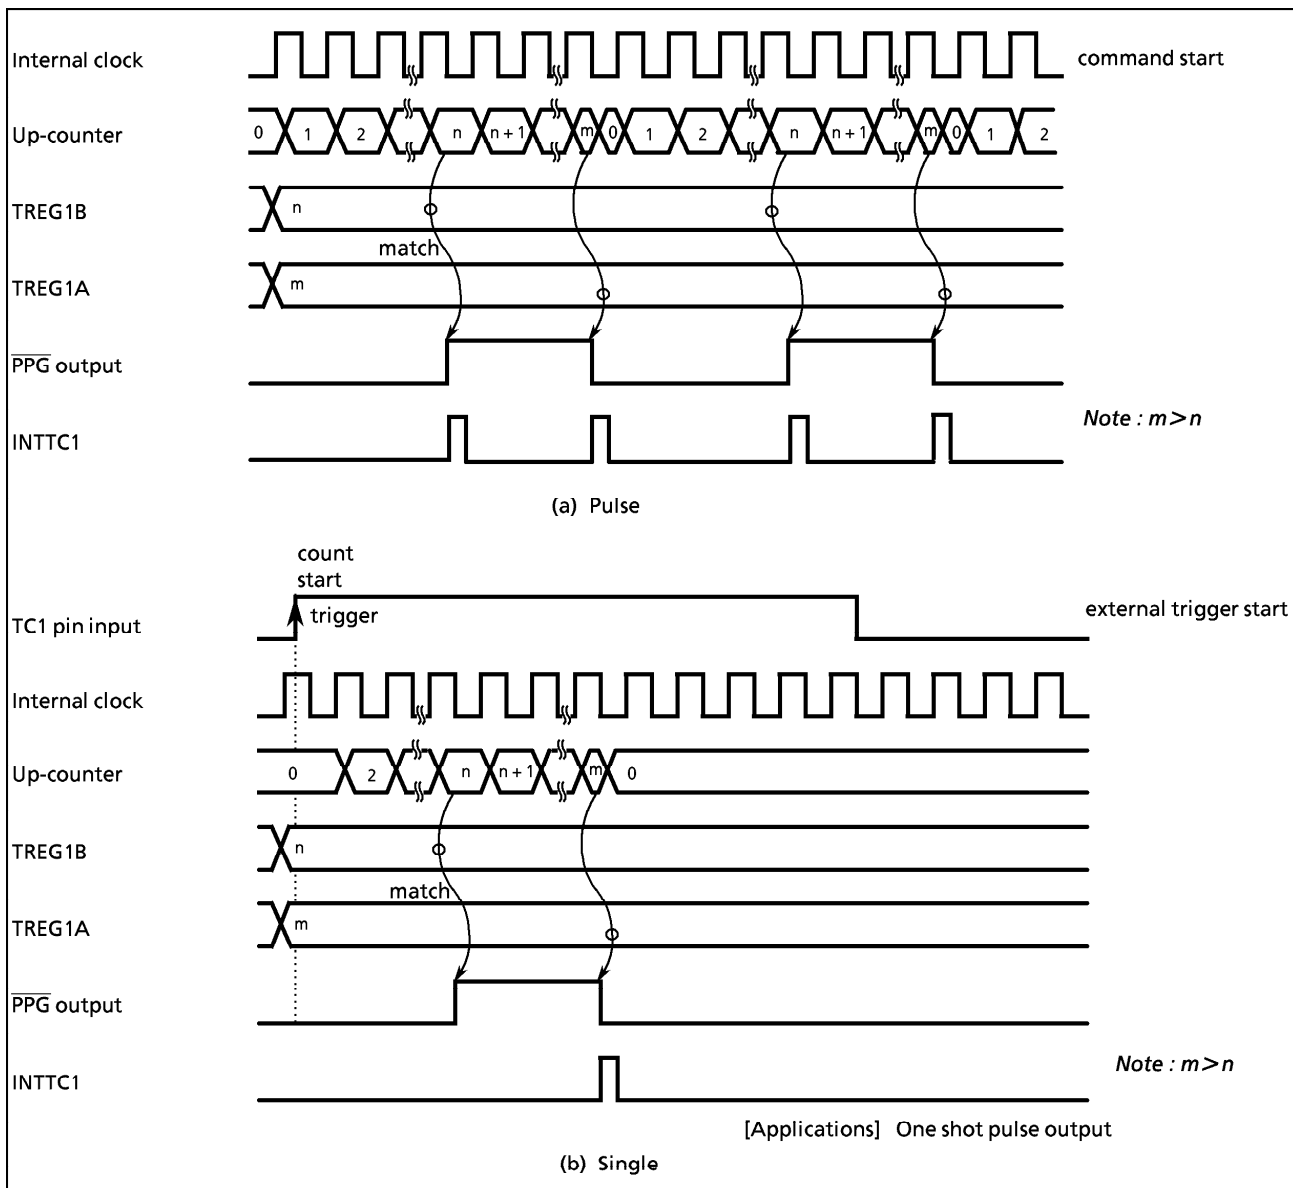 Internal clock
command start
Up-counter 0 1 2 n n + 1 m 0 1 2 n n + 1 m 0 1 2
TREG1B n
match
TREG1A m
PPG output
Note : m>n
INTTC1
(a) Pulse
count
start
trigger
TC1 pin input
external trigger start
Internal clock
Up-counter 0 2 n n + 1 m 0
TREG1B n
match
TREG1A m
PPG output
Note : m>n
INTTC1
[Applications] One shot pulse output
(b) Single